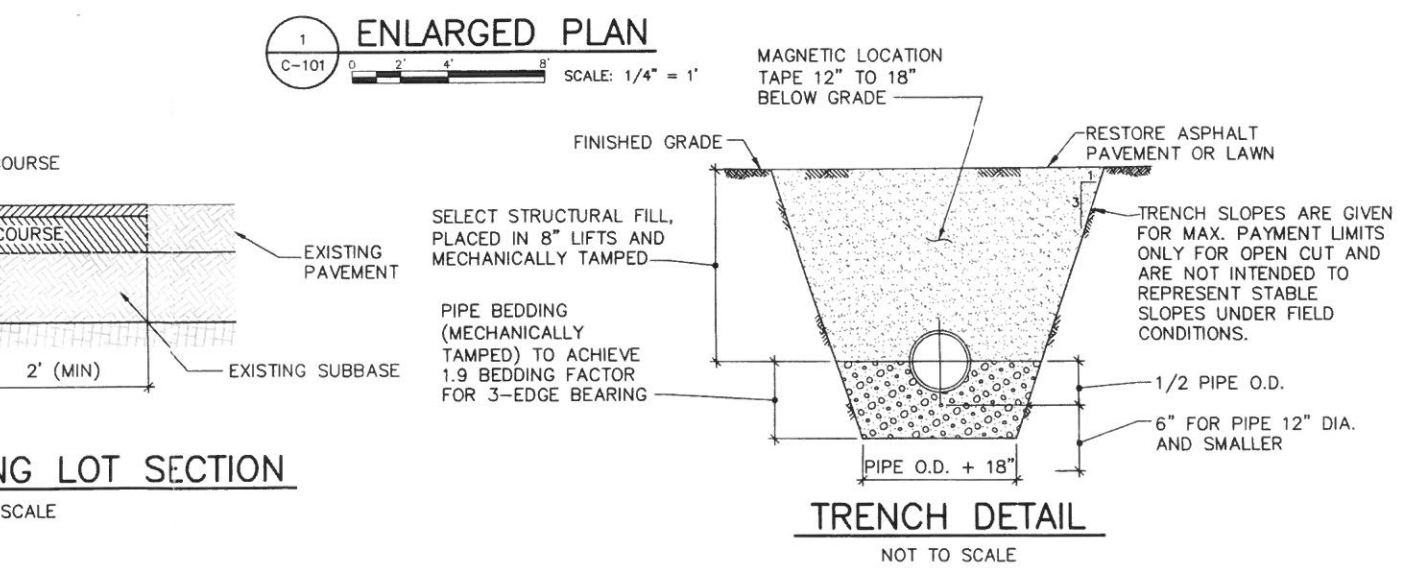 1
C-101
ENLARGED PLAN
0 2' 4' 8'
SCALE: 1/4" = 1'
COURSE
COURSE
EXISTING
PAVEMENT
EXISTING SUBBASE
2' (MIN)
NG LOT SECTION
SCALE
MAGNETIC LOCATION
TAPE 12" TO 18"
BELOW GRADE
FINISHED GRADE
RESTORE ASPHALT
PAVEMENT OR LAWN
1
3
SELECT STRUCTURAL FILL,
PLACED IN 8" LIFTS AND
MECHANICALLY TAMPED
TRENCH SLOPES ARE GIVEN
FOR MAX. PAYMENT LIMITS
ONLY FOR OPEN CUT AND
ARE NOT INTENDED TO
REPRESENT STABLE
SLOPES UNDER FIELD
CONDITIONS.
PIPE BEDDING
(MECHANICALLY
TAMPED) TO ACHIEVE
1.9 BEDDING FACTOR
FOR 3-EDGE BEARING
1/2 PIPE O.D.
6" FOR PIPE 12" DIA.
AND SMALLER
PIPE O.D. + 18"
TRENCH DETAIL
NOT TO SCALE